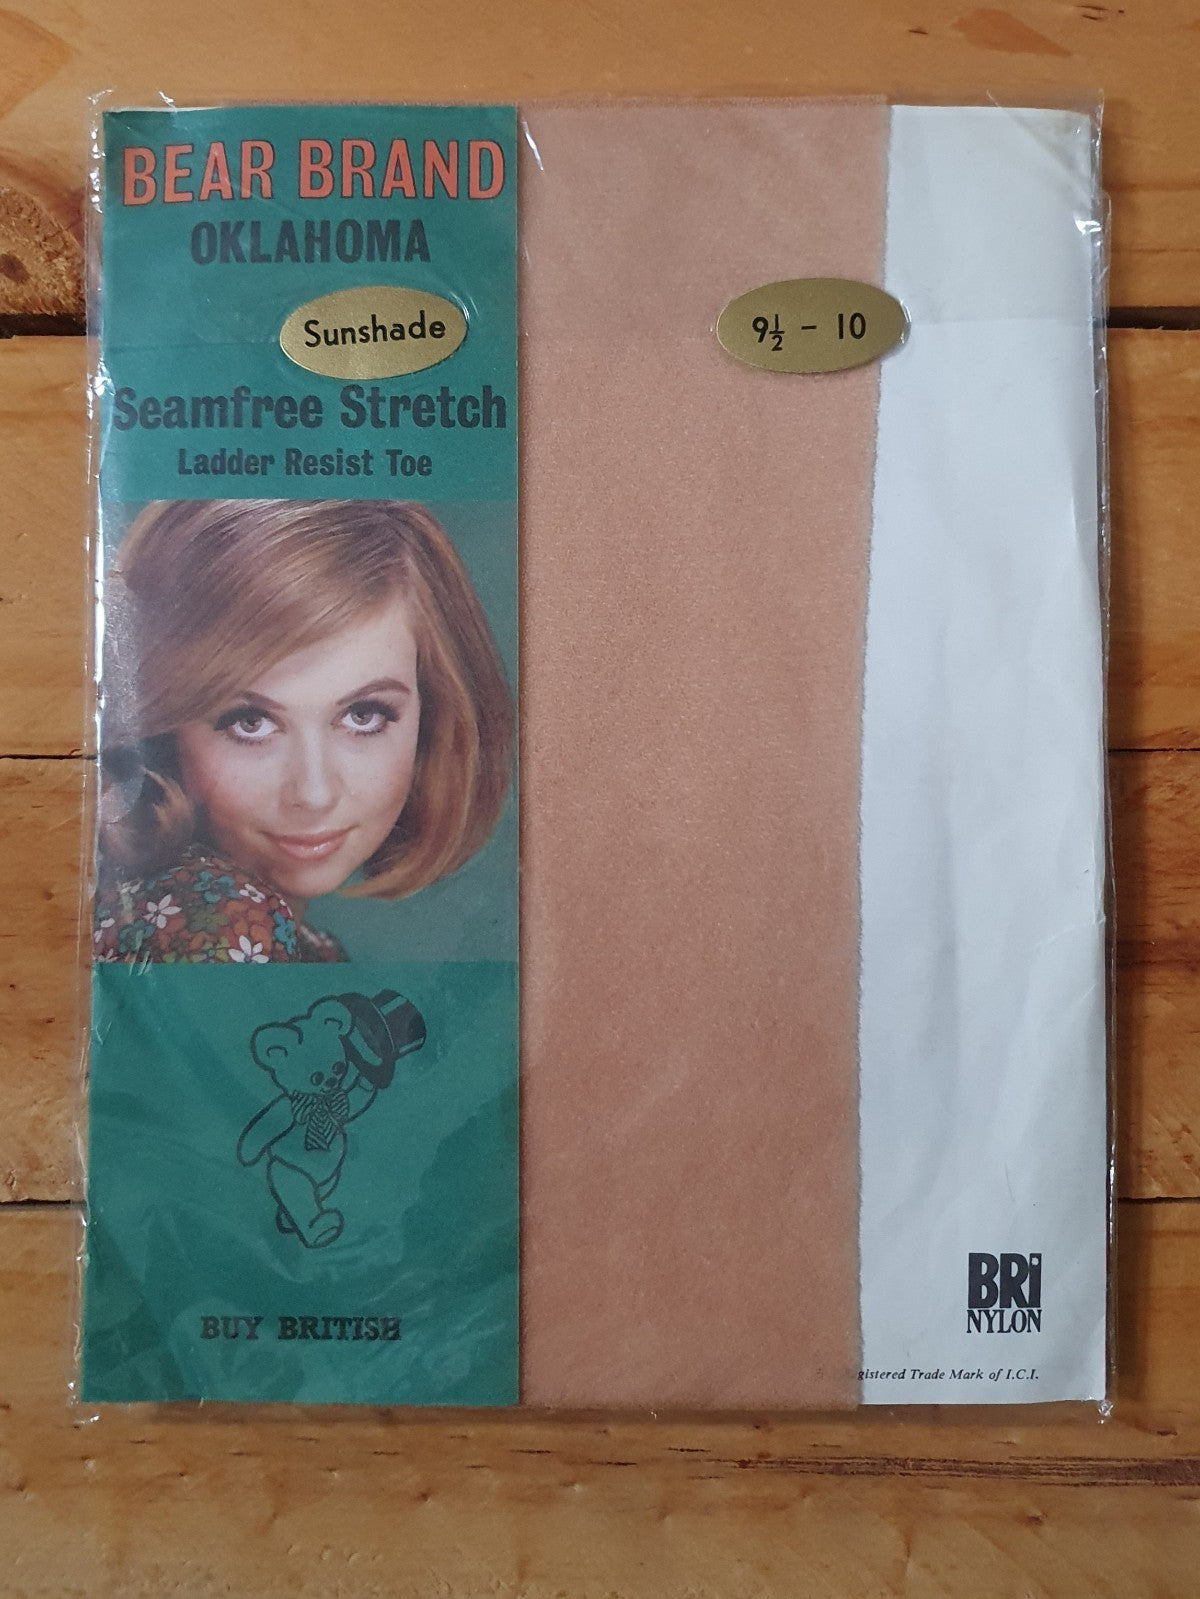 BEAR BRAND
OKLAHOMA
Sunshade
Seamfree Stretch
Ladder Resist Toe
BUY BRITISH
9½ - 10
BRi
NYLON
Trade Mark of I.C.I.